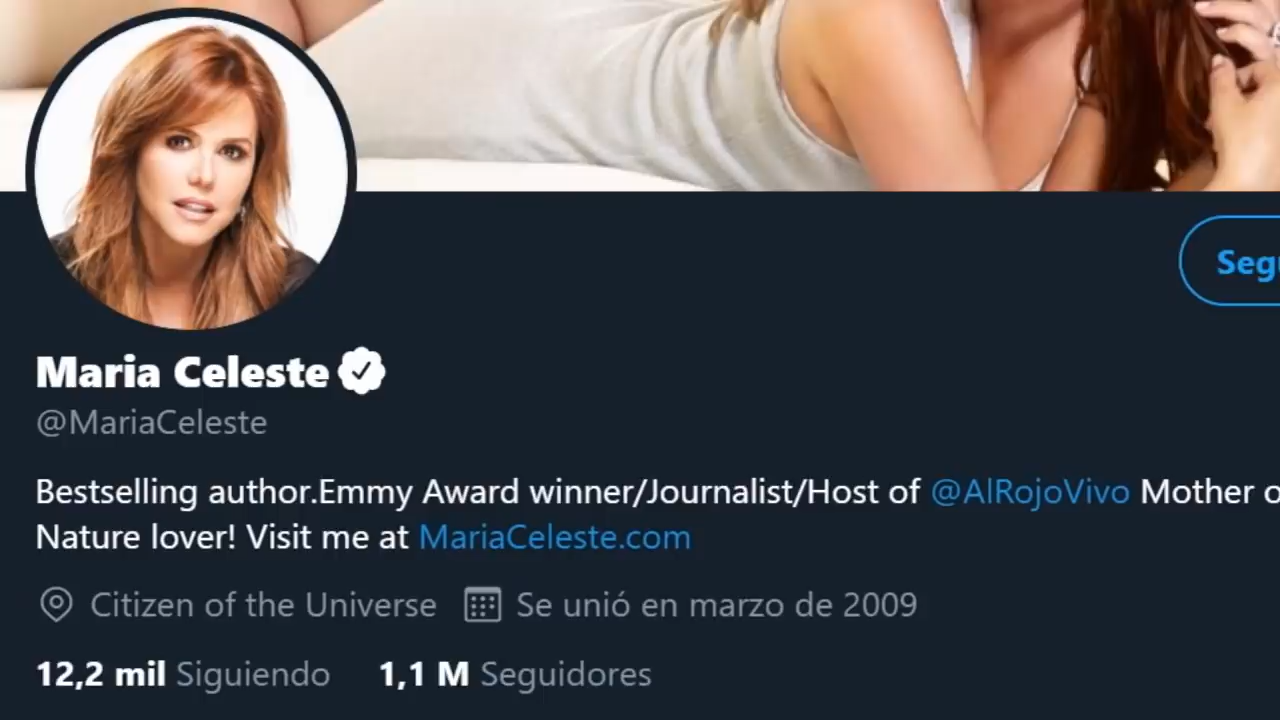 Segu
Maria Celeste
@MariaCeleste
Bestselling author.Emmy Award winner/Journalist/Host of @AlRojoVivo Mother o
Nature lover! Visit me at MariaCeleste.com
Citizen of the Universe Se unió en marzo de 2009
12,2 mil Siguiendo 1,1 M Seguidores